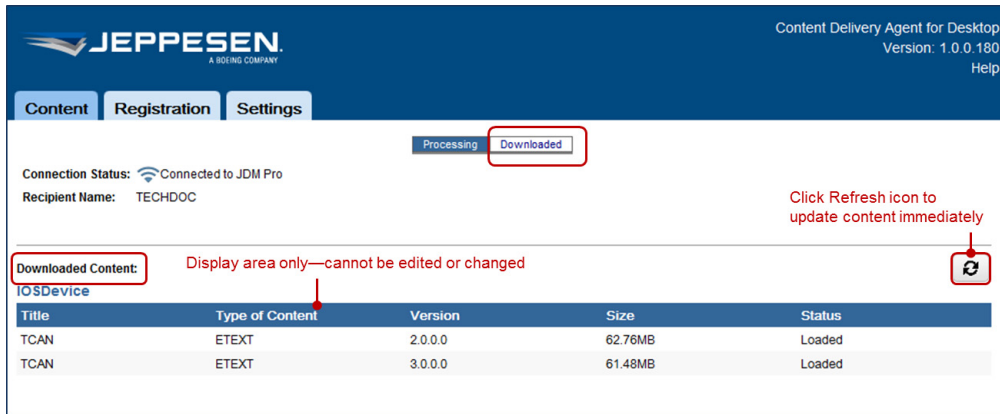 JEPPESEN.
A BOEING COMPANY
Content Delivery Agent for Desktop
Version: 1.0.0.180
Help
Content Registration Settings
Processing Downloaded
Connection Status: Connected to JDM Pro
Recipient Name: TECHDOC
Click Refresh icon to
update content immediately
Downloaded Content:
Display area only—cannot be edited or changed
IOSDevice
Title Type of Content Version Size Status
TCAN ETEXT 2.0.0.0 62.76MB Loaded
TCAN ETEXT 3.0.0.0 61.48MB Loaded